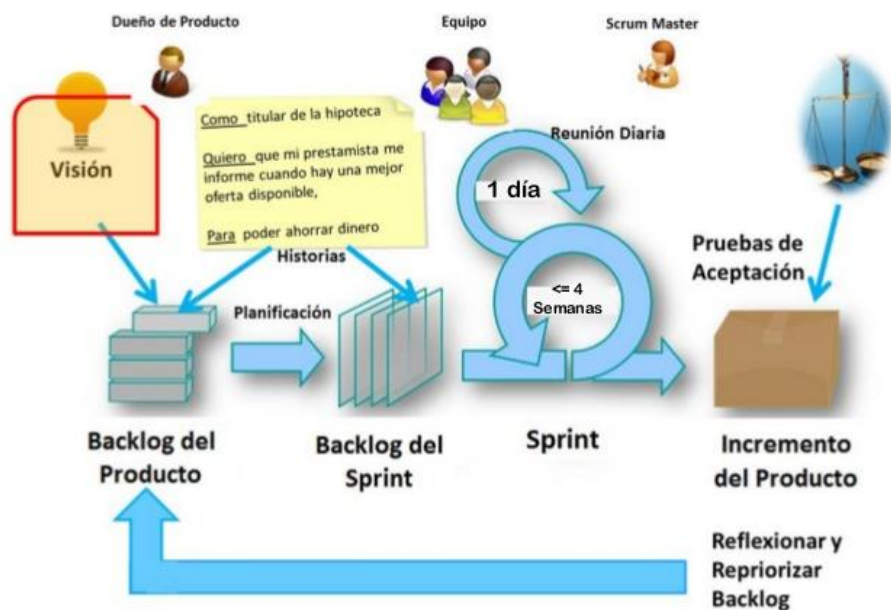 Dueño de Producto
Equipo
Scrum Master
Visión
Como titular de la hipoteca
Quiero que mi prestamista me
informe cuando hay una mejor
oferta disponible,
Para poder ahorrar dinero
Historias
Reunión Diaria
1 día
<= 4
Semanas
Pruebas de
Aceptación
Planificación
Backlog del
Producto
Backlog del
Sprint
Sprint
Incremento
del Producto
Reflexionar y
Repriorizar
Backlog